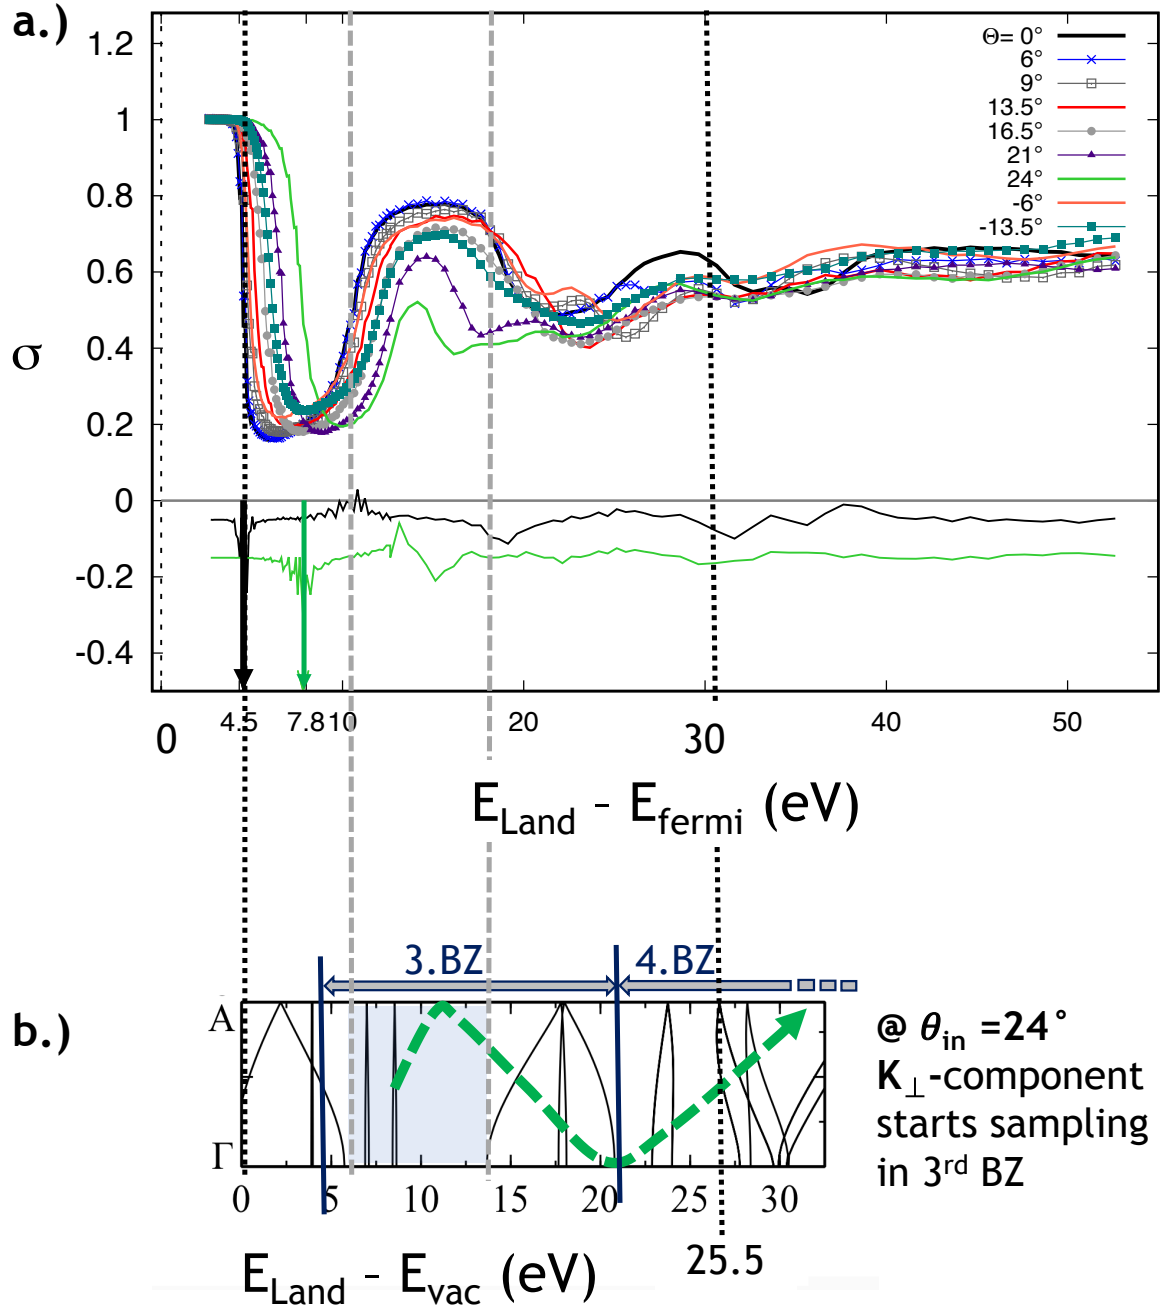 a.)
1.2
1
0.8
0.6
0.4
0.2
0
-0.2
-0.4
σ
Θ= 0°
6°
9°
13.5°
16.5°
21°
24°
-6°
-13.5°
0
4.5
7.8
10
20
30
40
50
E_Land - E_fermi (eV)
3.BZ
4.BZ
b.)
A
Γ
0
5
10
15
20
25
30
25.5
E_Land - E_vac (eV)
@ θ_in =24°
K_⊥-component
starts sampling
in 3rd BZ